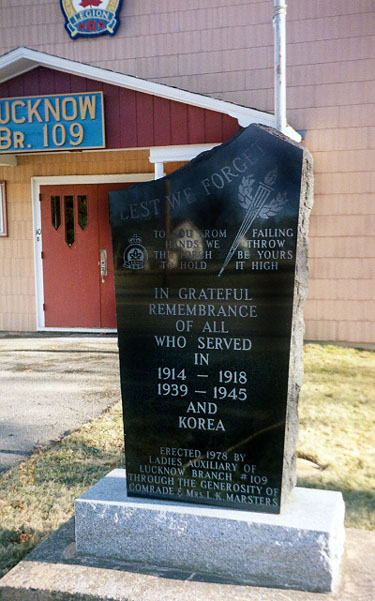 LEGION
LUCKNOW
BR. 109
LEST WE FORGET
TO YOU FROM FAILING
HANDS WE THROW
THE TORCH BE YOURS
TO HOLD IT HIGH
IN GRATEFUL
REMEMBRANCE
OF ALL
WHO SERVED
IN
1914 – 1918
1939 – 1945
AND
KOREA
ERECTED 1978 BY
LADIES AUXILIARY OF
LUCKNOW BRANCH #109
THROUGH THE GENEROSITY OF
COMRADE & MRS. L.K. MARSTERS